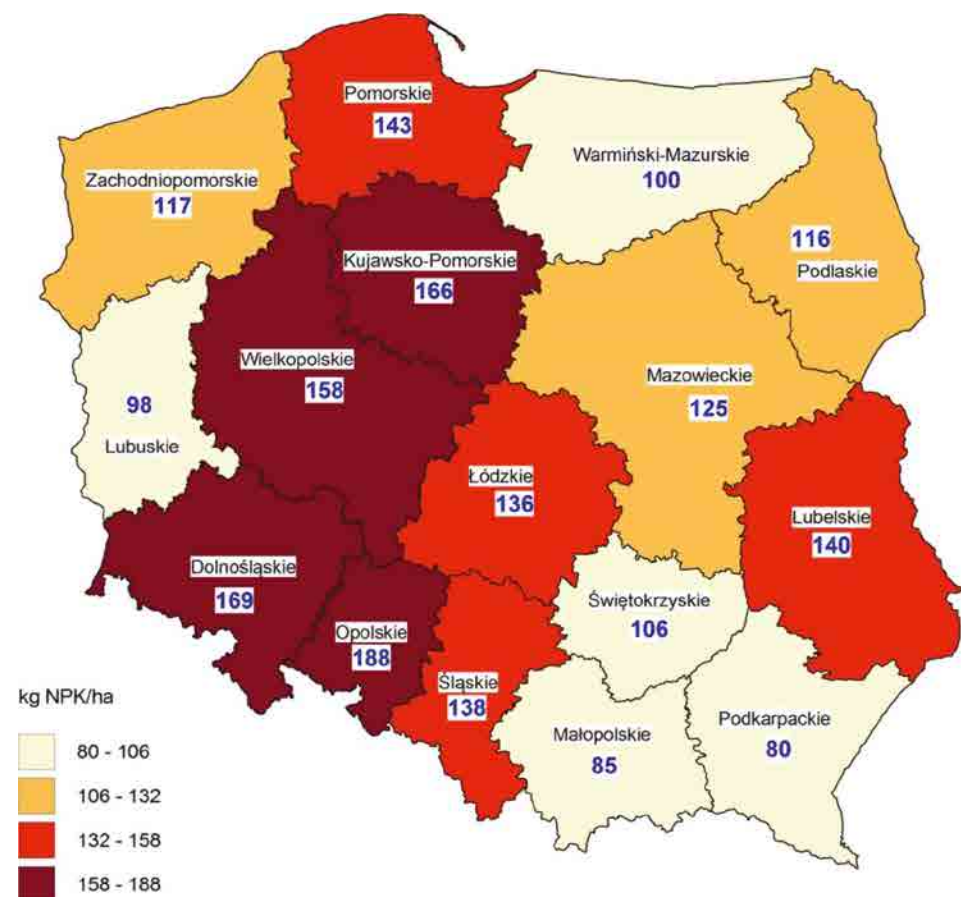 Pomorskie
143
Warmiński-Mazurskie
100
Zachodniopomorskie
117
116
Podlaskie
Kujawsko-Pomorskie
166
Wielkopolskie
158
Mazowieckie
125
98
Lubuskie
Łódzkie
136
Lubelskie
140
Dolnośląskie
169
Świętokrzyskie
106
Opolskie
188
Śląskie
138
Podkarpackie
80
Małopolskie
85
kg NPK/ha
80 - 106
106 - 132
132 - 158
158 - 188